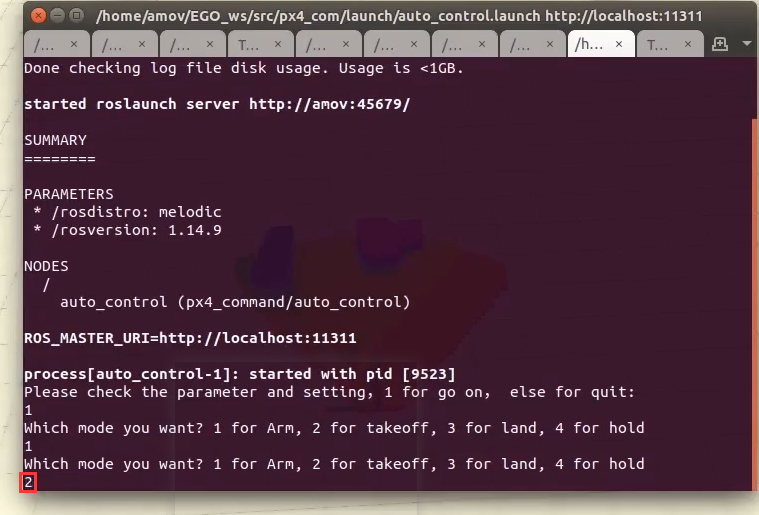 /home/amov/EGO_ws/src/px4_com/launch/auto_control.launch http://localhost:11311
/... × /... × /... × T... × /... × /... × /... × /... × /h... × T... ×
Done checking log file disk usage. Usage is <1GB.
started roslaunch server http://amov:45679/
SUMMARY
========
PARAMETERS
* /rosdistro: melodic
* /rosversion: 1.14.9
NODES
/
auto_control (px4_command/auto_control)
ROS_MASTER_URI=http://localhost:11311
process[auto_control-1]: started with pid [9523]
Please check the parameter and setting，1 for go on， else for quit:
1
Which mode you want? 1 for Arm, 2 for takeoff, 3 for land, 4 for hold
1
Which mode you want? 1 for Arm, 2 for takeoff, 3 for land, 4 for hold
2